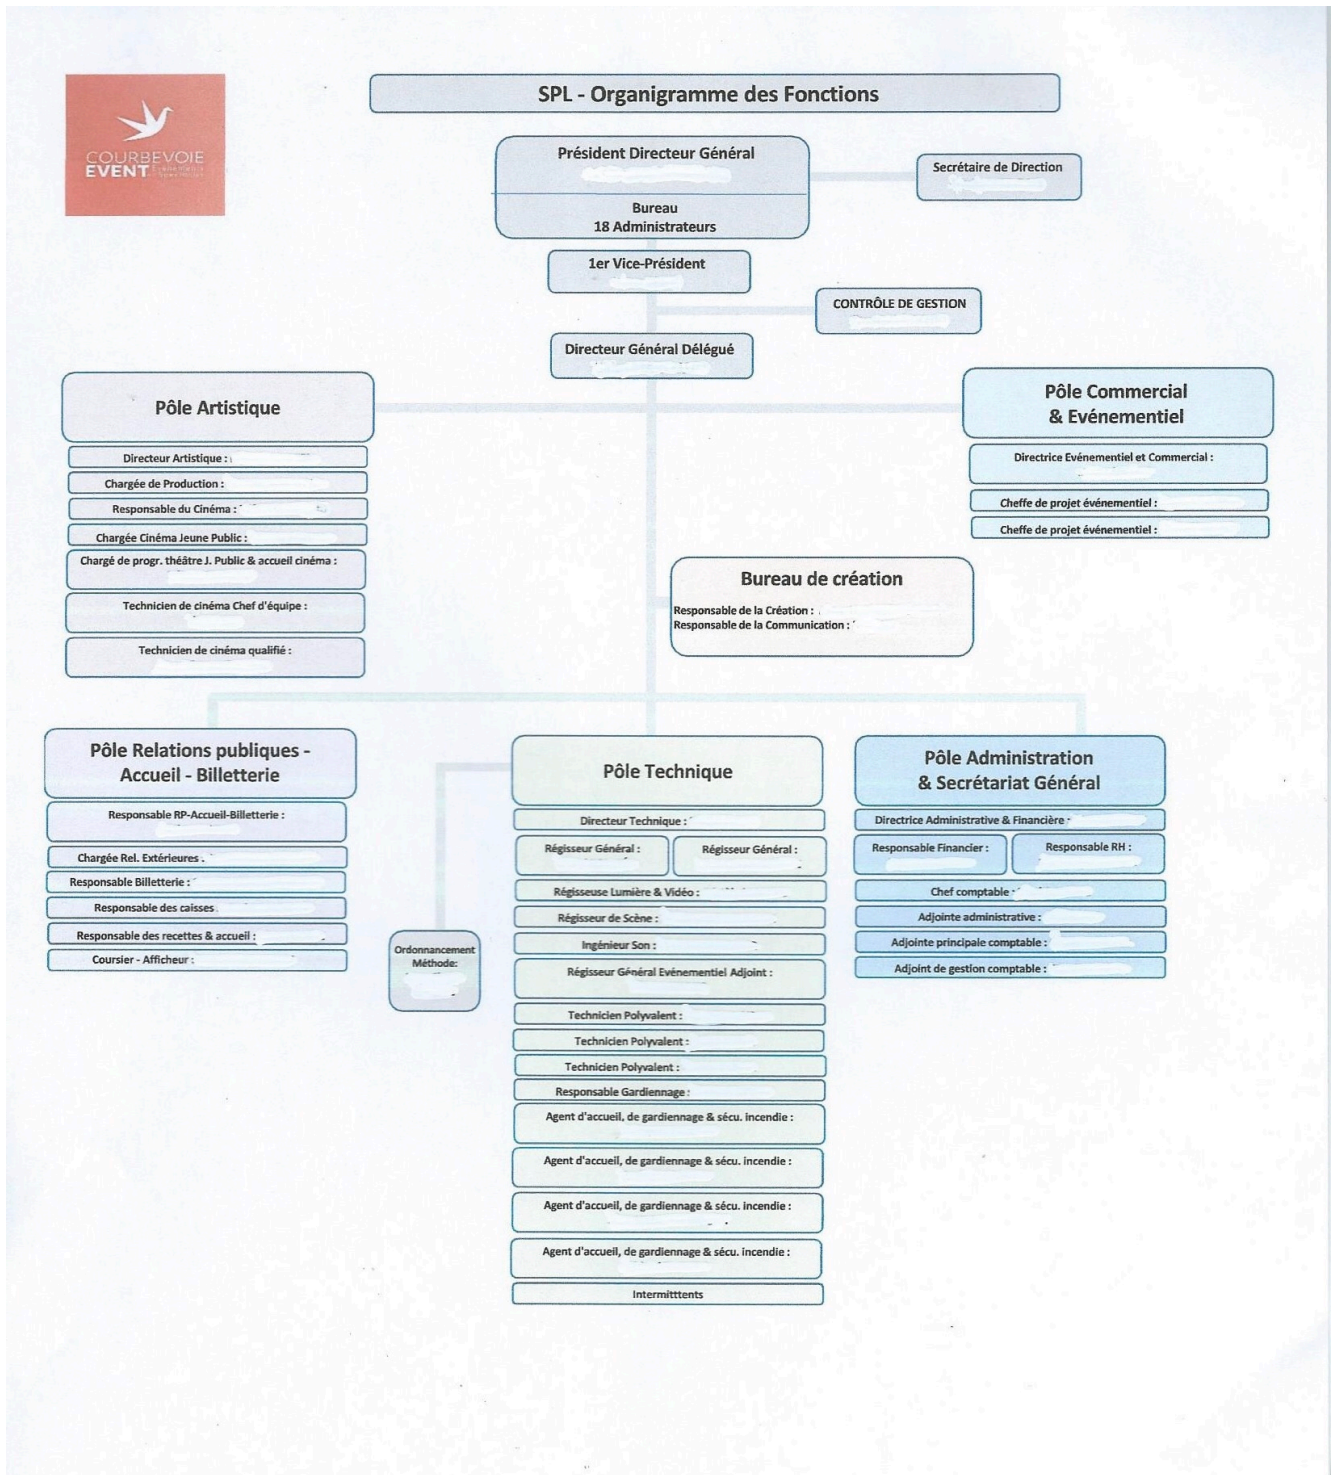 SPL - Organigramme des Fonctions
COURBEVOIE
EVENT
Président Directeur Général
Bureau
18 Administrateurs
Secrétaire de Direction
1er Vice-Président
CONTRÔLE DE GESTION
Directeur Général Délégué
Pôle Artistique
Directeur Artistique :
Chargée de Production :
Responsable du Cinéma :
Chargée Cinéma Jeune Public :
Chargé de progr. théâtre J. Public & accueil cinéma :
Technicien de cinéma Chef d'équipe :
Technicien de cinéma qualifié :
Pôle Commercial
& Evénementiel
Directrice Evénementiel et Commercial :
Cheffe de projet événementiel :
Cheffe de projet événementiel :
Bureau de création
Responsable de la Création :
Responsable de la Communication :
Pôle Relations publiques -
Accueil - Billetterie
Responsable RP-Accueil-Billetterie :
Chargée Rel. Extérieures .
Responsable Billetterie :
Responsable des caisses
Responsable des recettes & accueil :
Coursier - Afficheur :
Ordonnancement
Méthode:
Pôle Technique
Directeur Technique :
Régisseur Général :
Régisseur Général :
Régisseuse Lumière & Vidéo :
Régisseur de Scène :
Ingénieur Son :
Régisseur Général Evénementiel Adjoint :
Technicien Polyvalent :
Technicien Polyvalent :
Technicien Polyvalent :
Responsable Gardiennage :
Agent d'accueil, de gardiennage & sécu. incendie :
Agent d'accueil, de gardiennage & sécu. incendie :
Agent d'accueil, de gardiennage & sécu. incendie :
Agent d'accueil, de gardiennage & sécu. incendie :
Intermitttents
Pôle Administration
& Secrétariat Général
Directrice Administrative & Financière
Responsable Financier :
Responsable RH :
Chef comptable
Adjointe administrative :
Adjointe principale comptable :
Adjoint de gestion comptable :